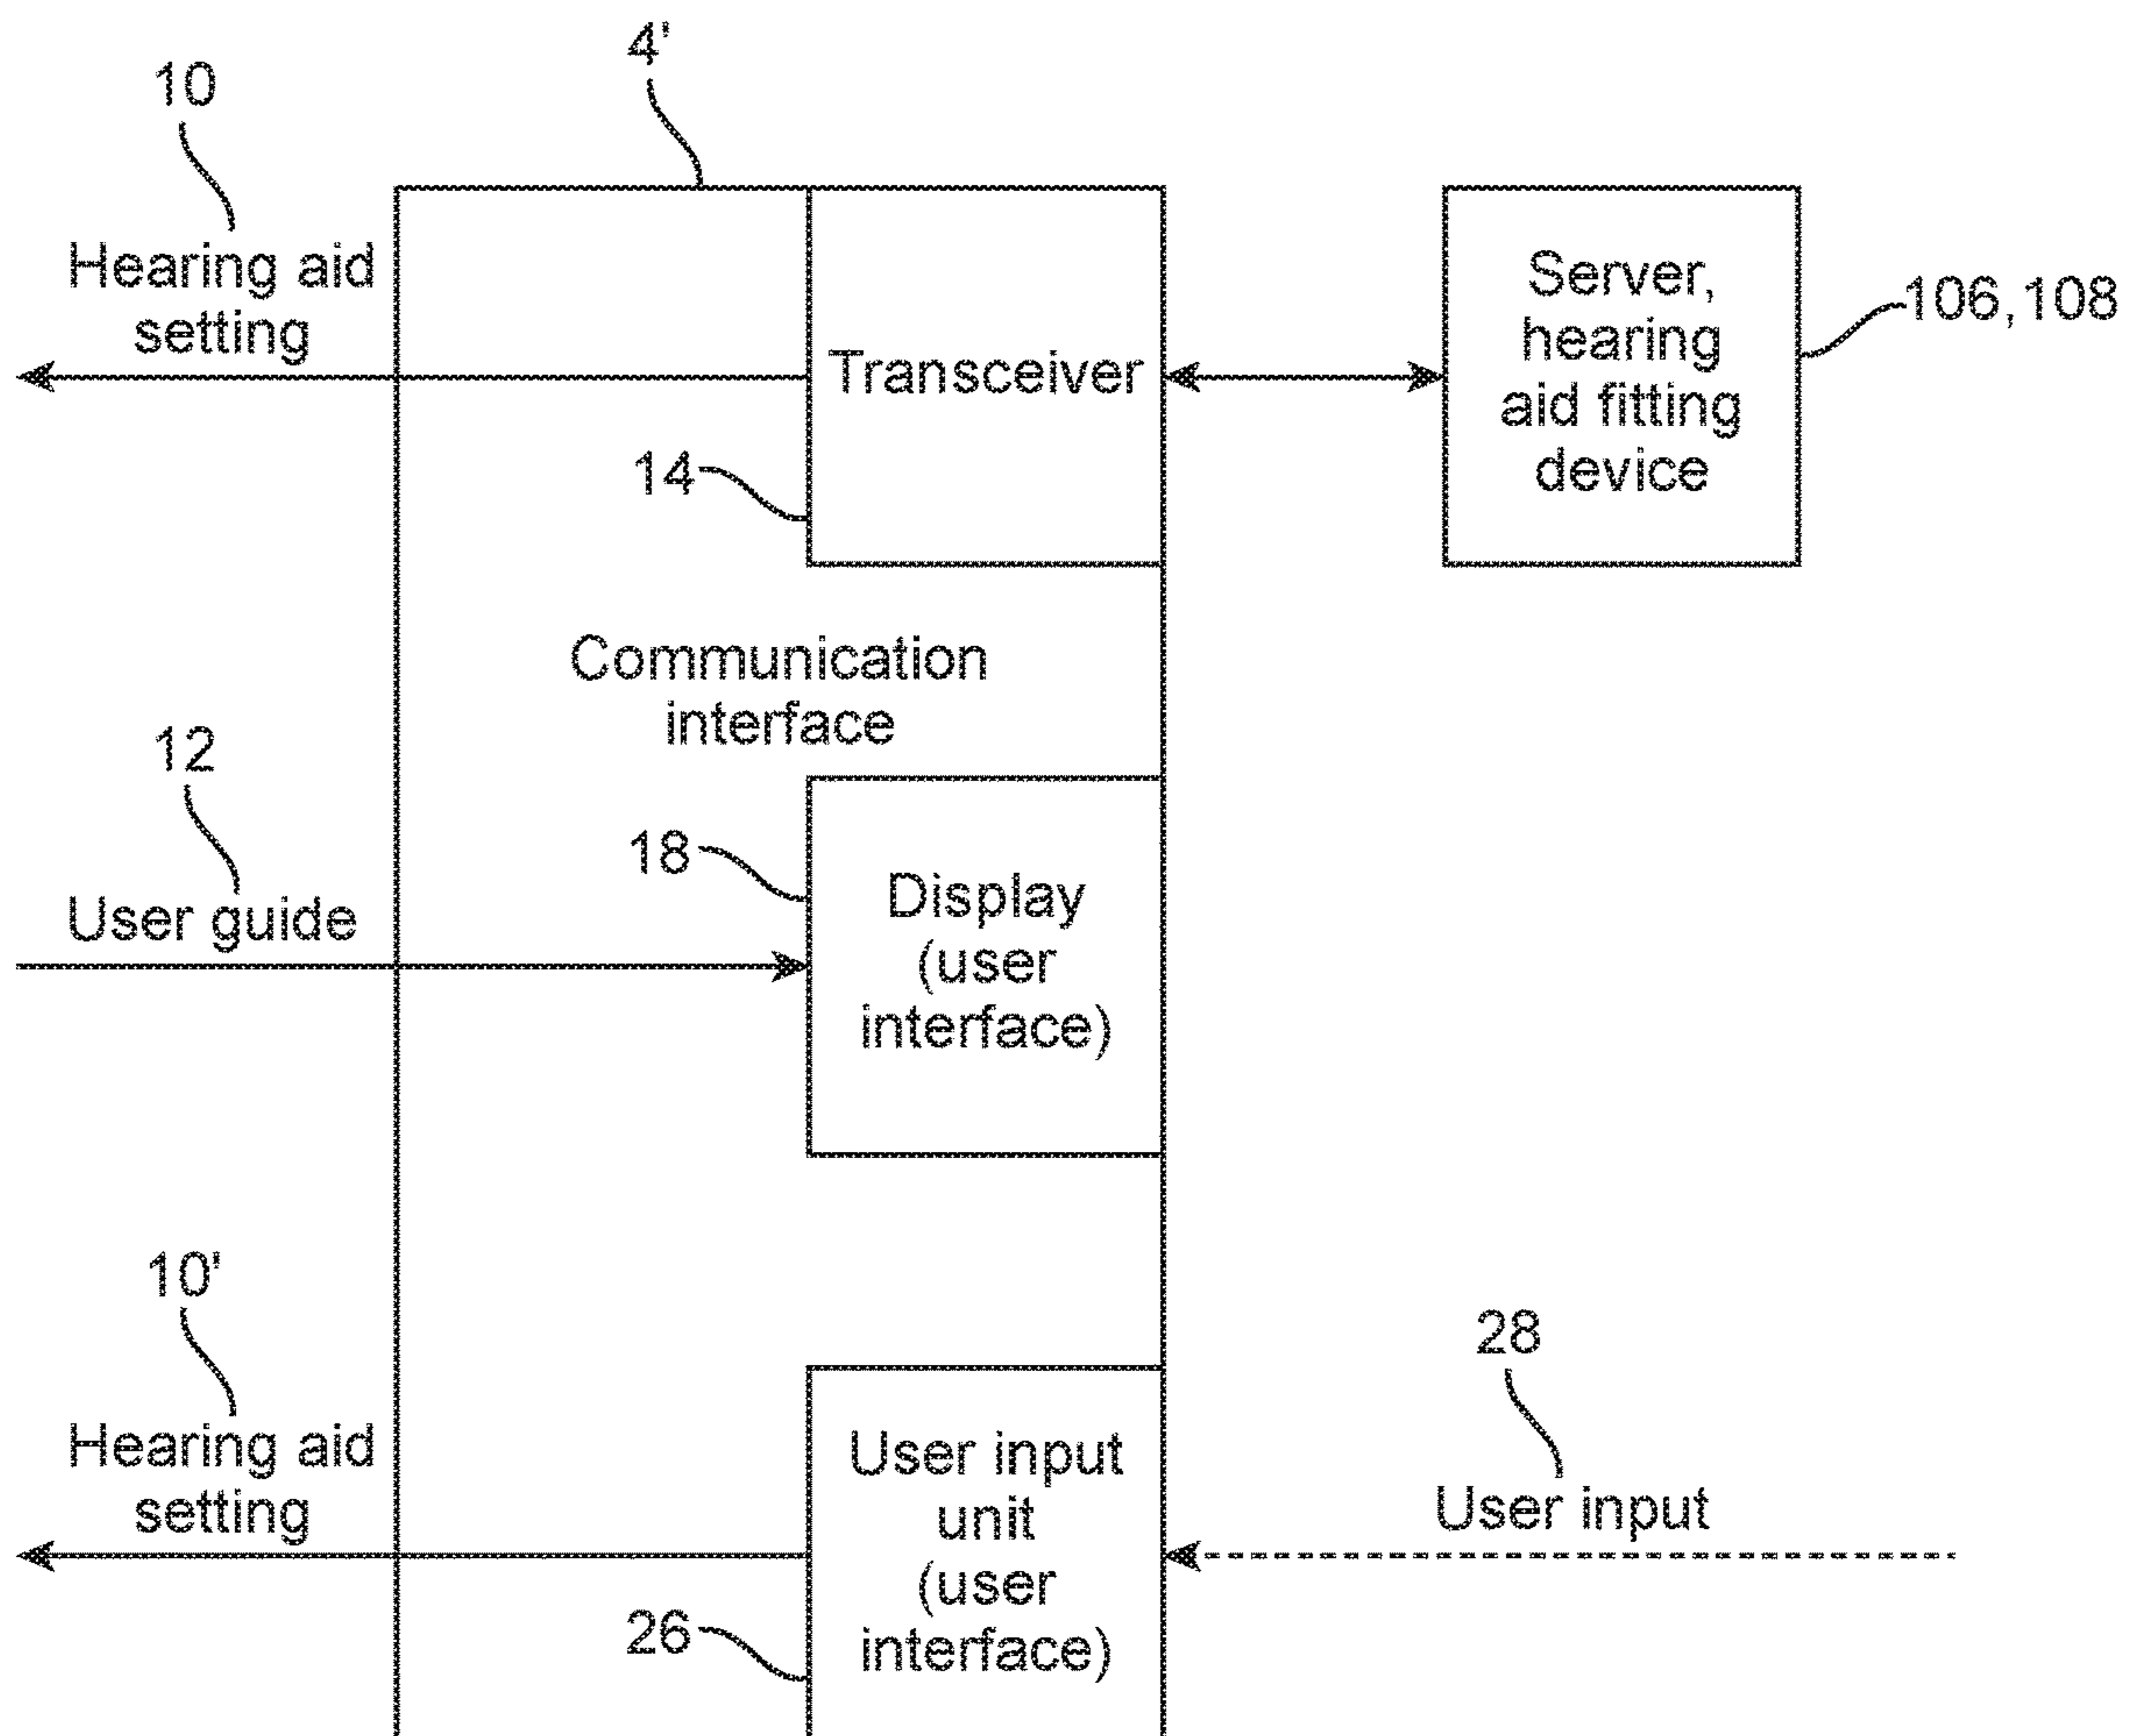 4'
10
Hearing aid
setting
Transceiver
Server,
hearing
aid fitting
device
106,108
14
Communication
interface
12
User guide
18
Display
(user
interface)
10'
Hearing aid
setting
User input
unit
(user
interface)
28
User input
26